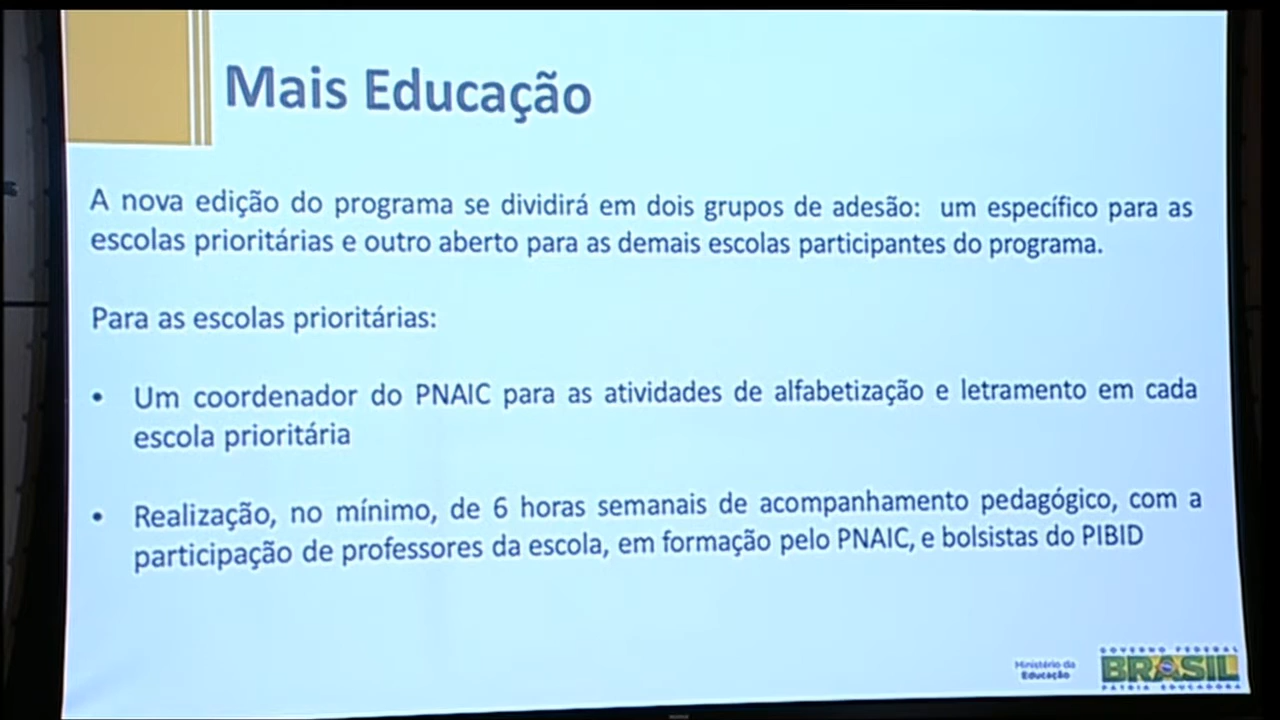 Mais Educação
A nova edição do programa se dividirá em dois grupos de adesão: um específico para as
escolas prioritárias e outro aberto para as demais escolas participantes do programa.
Para as escolas prioritárias:
• Um coordenador do PNAIC para as atividades de alfabetização e letramento em cada
escola prioritária
• Realização, no mínimo, de 6 horas semanais de acompanhamento pedagógico, com a
participação de professores da escola, em formação pelo PNAIC, e bolsistas do PIBID
Ministério da
Educação
GOVERNO FEDERAL
BRASIL
PÁTRIA EDUCADORA